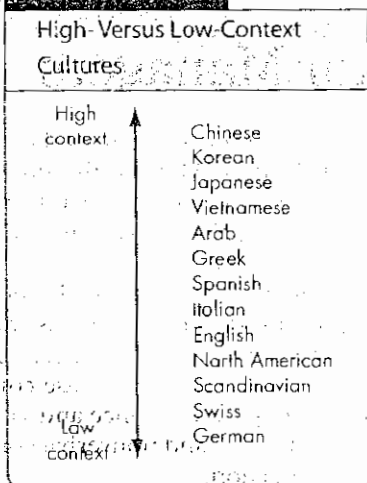 High-Versus Low-Context
Cultures
High
context
Chinese
Korean
Japanese
Vietnamese
Arab
Greek
Spanish
Italian
English
North American
Scandinavian
Swiss
German
Low
context